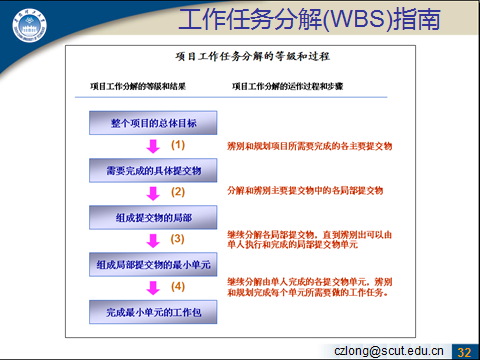 工作任务分解(WBS)指南
项目工作任务分解的等级和过程
项目工作分解的等级和结果
项目工作分解的运作过程和步骤
整个项目的总体目标
(1)
辨别和规划项目所需要完成的各主要提交物
需要完成的具体提交物
(2)
分解和辨别主要提交物中的各局部提交物
组成提交物的局部
(3)
继续分解各局部提交物，直到辨别出可以由
单人执行和完成的局部提交物单元
组成局部提交物的最小单元
(4)
继续分解由单人完成的各提交物单元，辨别
和规划完成每个单元所需要做的工作任务。
完成最小单元的工作包
czlong@scut.edu.cn
32